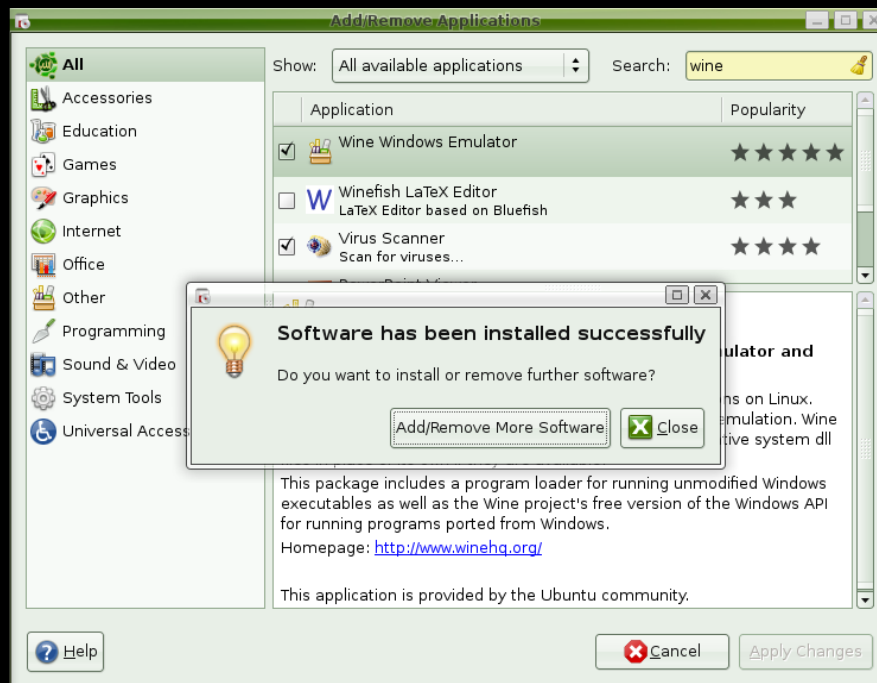 Add/Remove Applications
All
Accessories
Education
Games
Graphics
Internet
Office
Other
Programming
Sound & Video
System Tools
Universal Access
Show: All available applications Search: wine
Application Popularity
Wine Windows Emulator
Winefish LaTeX Editor
LaTeX Editor based on Bluefish
Virus Scanner
Scan for viruses...
Software has been installed successfully
Do you want to install or remove further software?
Add/Remove More Software Close
ulator and
ns on Linux.
emulation. Wine
tive system dll
This package includes a program loader for running unmodified Windows
executables as well as the Wine project's free version of the Windows API
for running programs ported from Windows.
Homepage: http://www.winehq.org/
This application is provided by the Ubuntu community.
Help Cancel Apply Changes